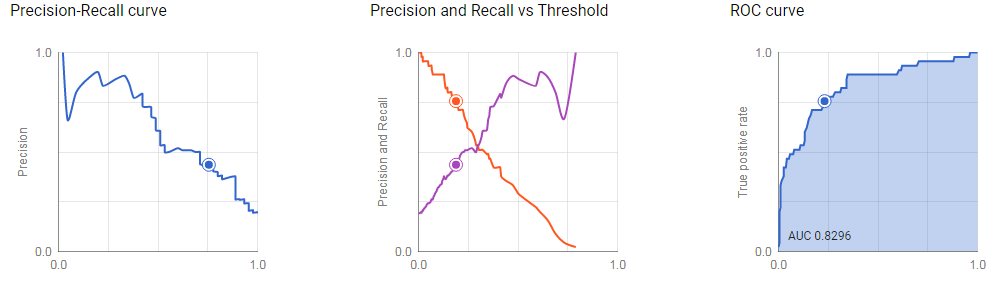 Precision-Recall curve
1.0
Precision
0.0
0.0
1.0
Precision and Recall vs Threshold
1.0
Precision and Recall
0.0
0.0
1.0
ROC curve
1.0
True positive rate
AUC 0.8296
0.0
0.0
1.0